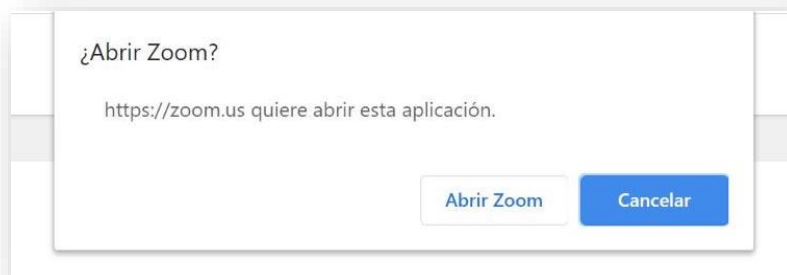 ¿Abrir Zoom?
https://zoom.us quiere abrir esta aplicación.
Abrir Zoom
Cancelar